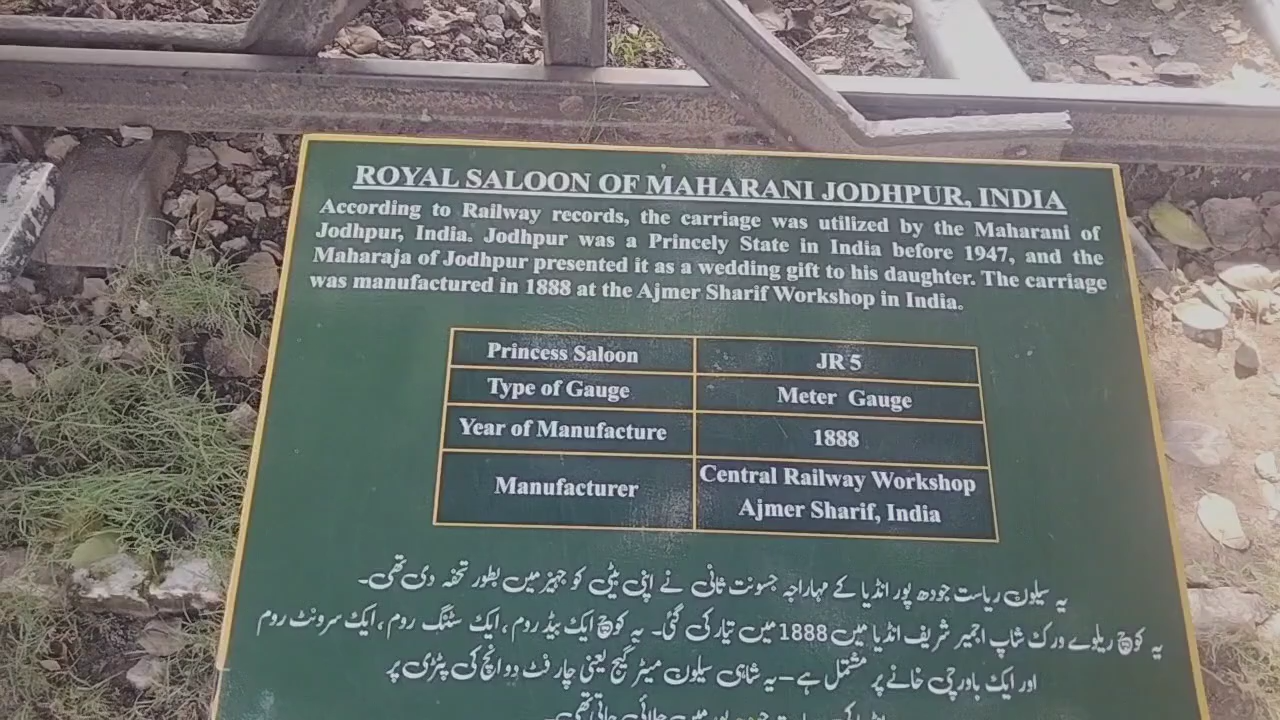 ROYAL SALOON OF MAHARANI JODHPUR, INDIA
According to Railway records, the carriage was utilized by the Maharani of
Jodhpur, India. Jodhpur was a Princely State in India before 1947, and the
Maharaja of Jodhpur presented it as a wedding gift to his daughter. The carriage
was manufactured in 1888 at the Ajmer Sharif Workshop in India.
Princess Saloon JR 5
Type of Gauge Meter Gauge
Year of Manufacture 1888
Manufacturer Central Railway Workshop
Ajmer Sharif, India
یہ سیلون ریاست جودھ پور انڈیا کے مہاراجہ جسونت ثانی نے اپنی بیٹی کو جہیز میں بطور تحفہ دی تھی۔
یہ کوچ ریلوے ورک شاپ اجمیر شریف انڈیا میں 1888 میں تیار کی گئی۔ یہ کوچ ایک بیڈ روم ، ایک سٹنگ روم ، ایک سرونٹ روم
اور ایک باورچی خانے پر مشتمل ہے – یہ شاہی سیلون میٹر گیج یعنی چار فٹ دو انچ کی پٹڑی پر